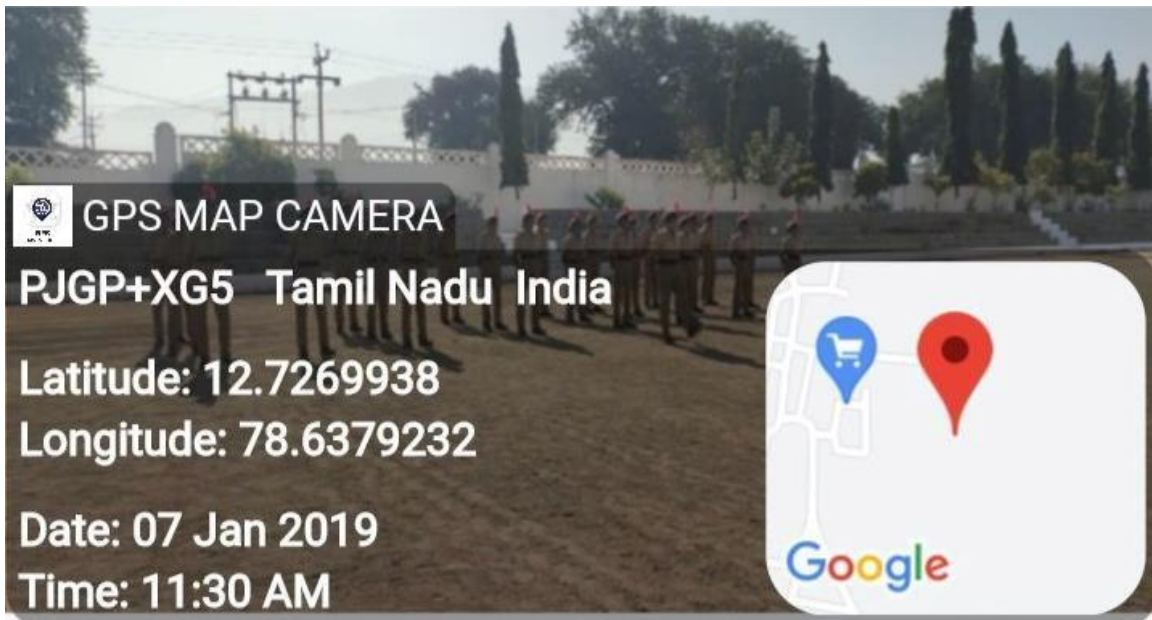 GPS MAP CAMERA
PJGP+XG5 Tamil Nadu India
Latitude: 12.7269938
Longitude: 78.6379232
Date: 07 Jan 2019
Time: 11:30 AM
Google